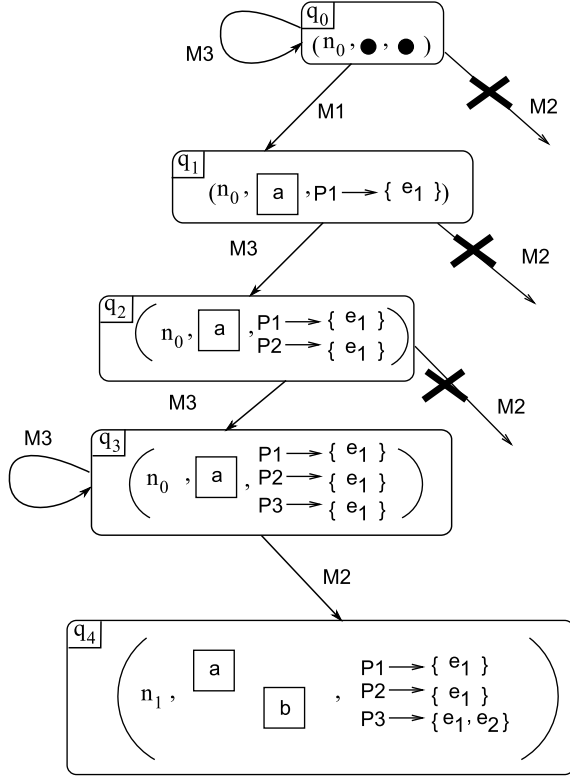 q0
M3
(n0, ●, ●)
M1
M2
q1
(n0, a, P1 → { e1 })
M3
M2
q2
P1 → { e1 }
( n0, a , )
P2 → { e1 }
M3
M2
M3
q3
P1 → { e1 }
( n0 , a , P2 → { e1 } )
P3 → { e1 }
M2
q4
a
P1 → { e1 }
( n1 , , P2 → { e1 } )
b
P3 → {e1, e2}